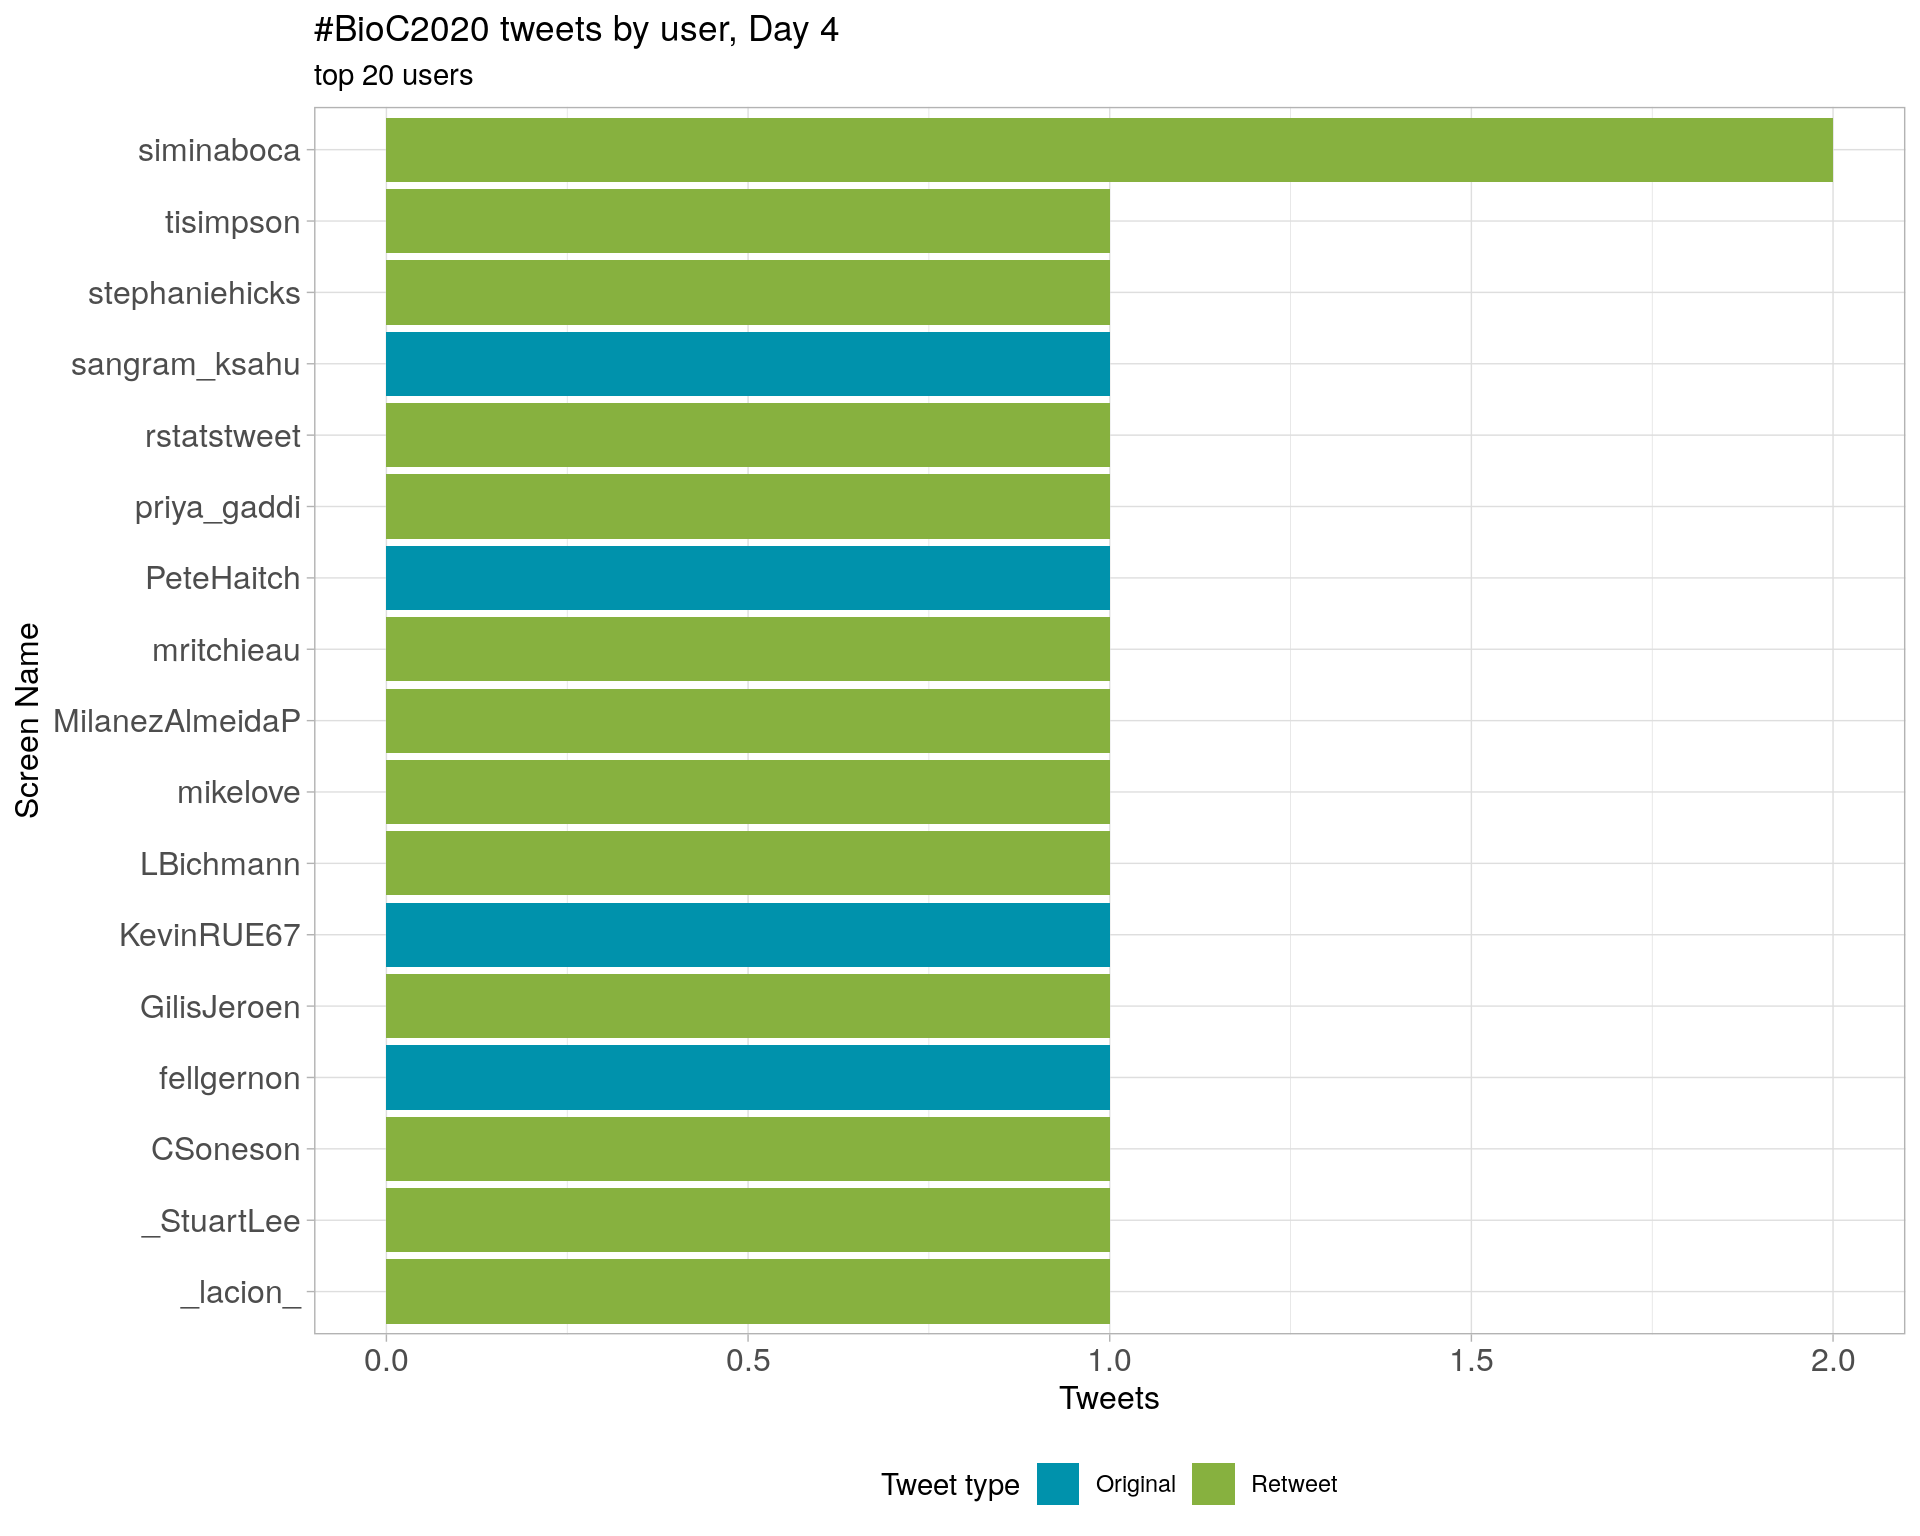 #BioC2020 tweets by user, Day 4
top 20 users
Screen Name
siminaboca
tisimpson
stephaniehicks
sangram_ksahu
rstatstweet
priya_gaddi
PeteHaitch
mritchieau
MilanezAlmeidaP
mikelove
LBichmann
KevinRUE67
GilisJeroen
fellgernon
CSoneson
_StuartLee
_lacion_
0.0 0.5 1.0 1.5 2.0
Tweets
Tweet type Original Retweet